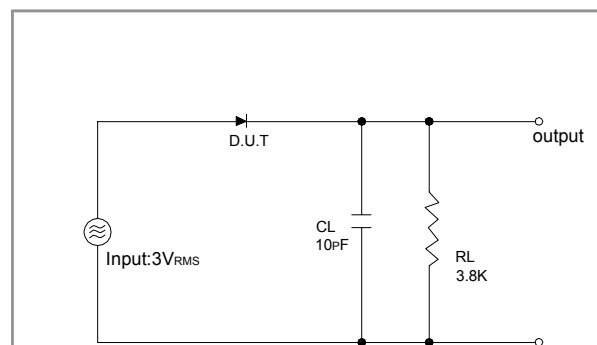 output
D.U.T
CL
10PF
Input:3VRMS
RL
3.8K